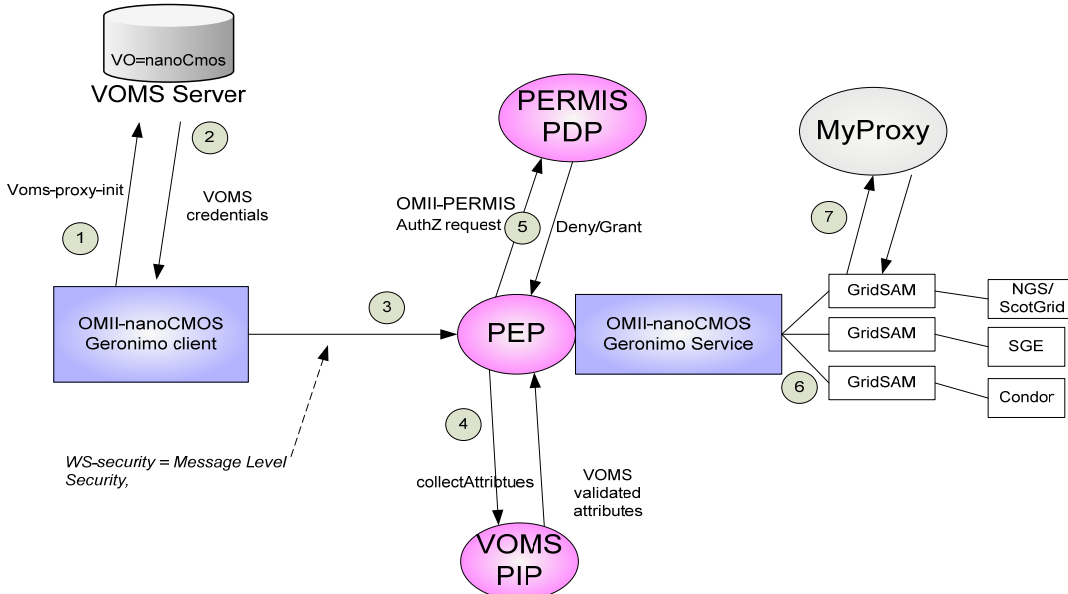 VO=nanoCmos
VOMS Server
2
Voms-proxy-init
VOMS
credentials
1
OMII-nanoCMOS
Geronimo client
3
WS-security = Message Level
Security,
PERMIS
PDP
OMII-PERMIS
AuthZ request
5
Deny/Grant
PEP
OMII-nanoCMOS
Geronimo Service
4
collectAttribtues
VOMS
validated
attributes
VOMS
PIP
MyProxy
7
GridSAM
GridSAM
GridSAM
6
NGS/
ScotGrid
SGE
Condor